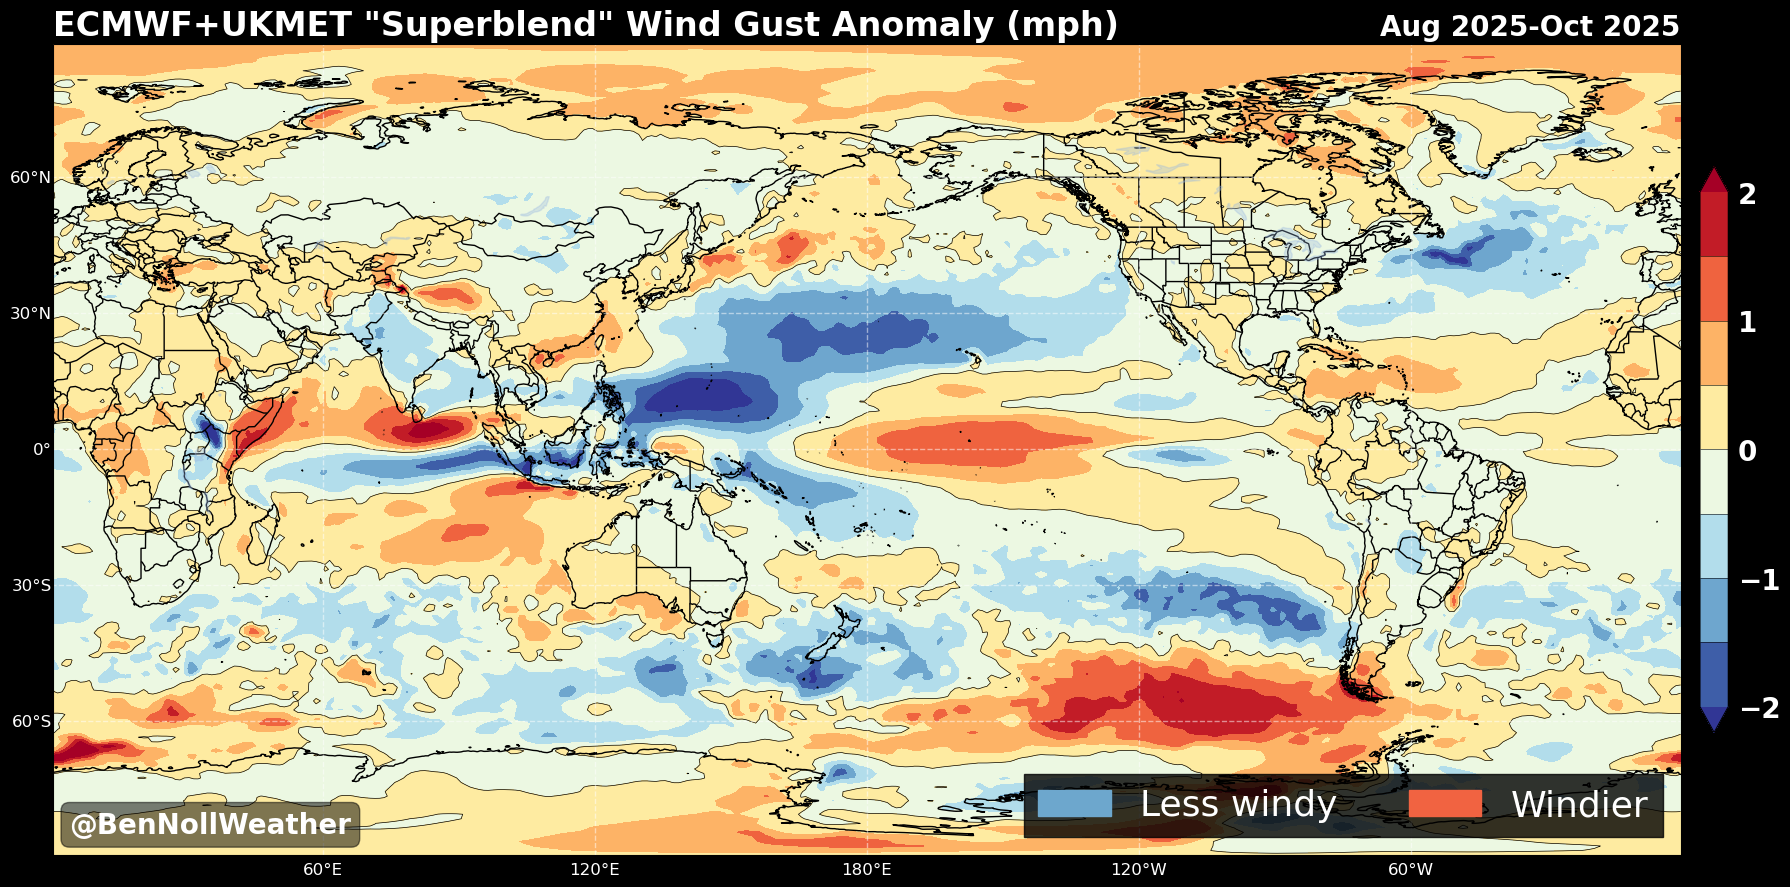 ECMWF+UKMET "Superblend" Wind Gust Anomaly (mph)
Aug 2025-Oct 2025
60°N
30°N
0°
30°S
60°S
60°E
120°E
180°E
120°W
60°W
2
1
0
−1
−2
Less windy
Windier
@BenNollWeather